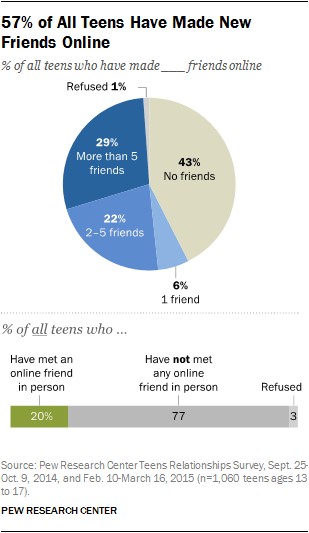 57% of All Teens Have Made New
Friends Online
% of all teens who have made ____ friends online
Refused 1%
29%
More than 5
friends
43%
No friends
22%
2–5 friends
6%
1 friend
% of all teens who ...
Have met an
online friend
in person
Have not met
any online
friend in person
Refused
20%
77
3
Source: Pew Research Center Teens Relationships Survey, Sept. 25-
Oct. 9, 2014, and Feb. 10-March 16, 2015 (n=1,060 teens ages 13
to 17).
PEW RESEARCH CENTER